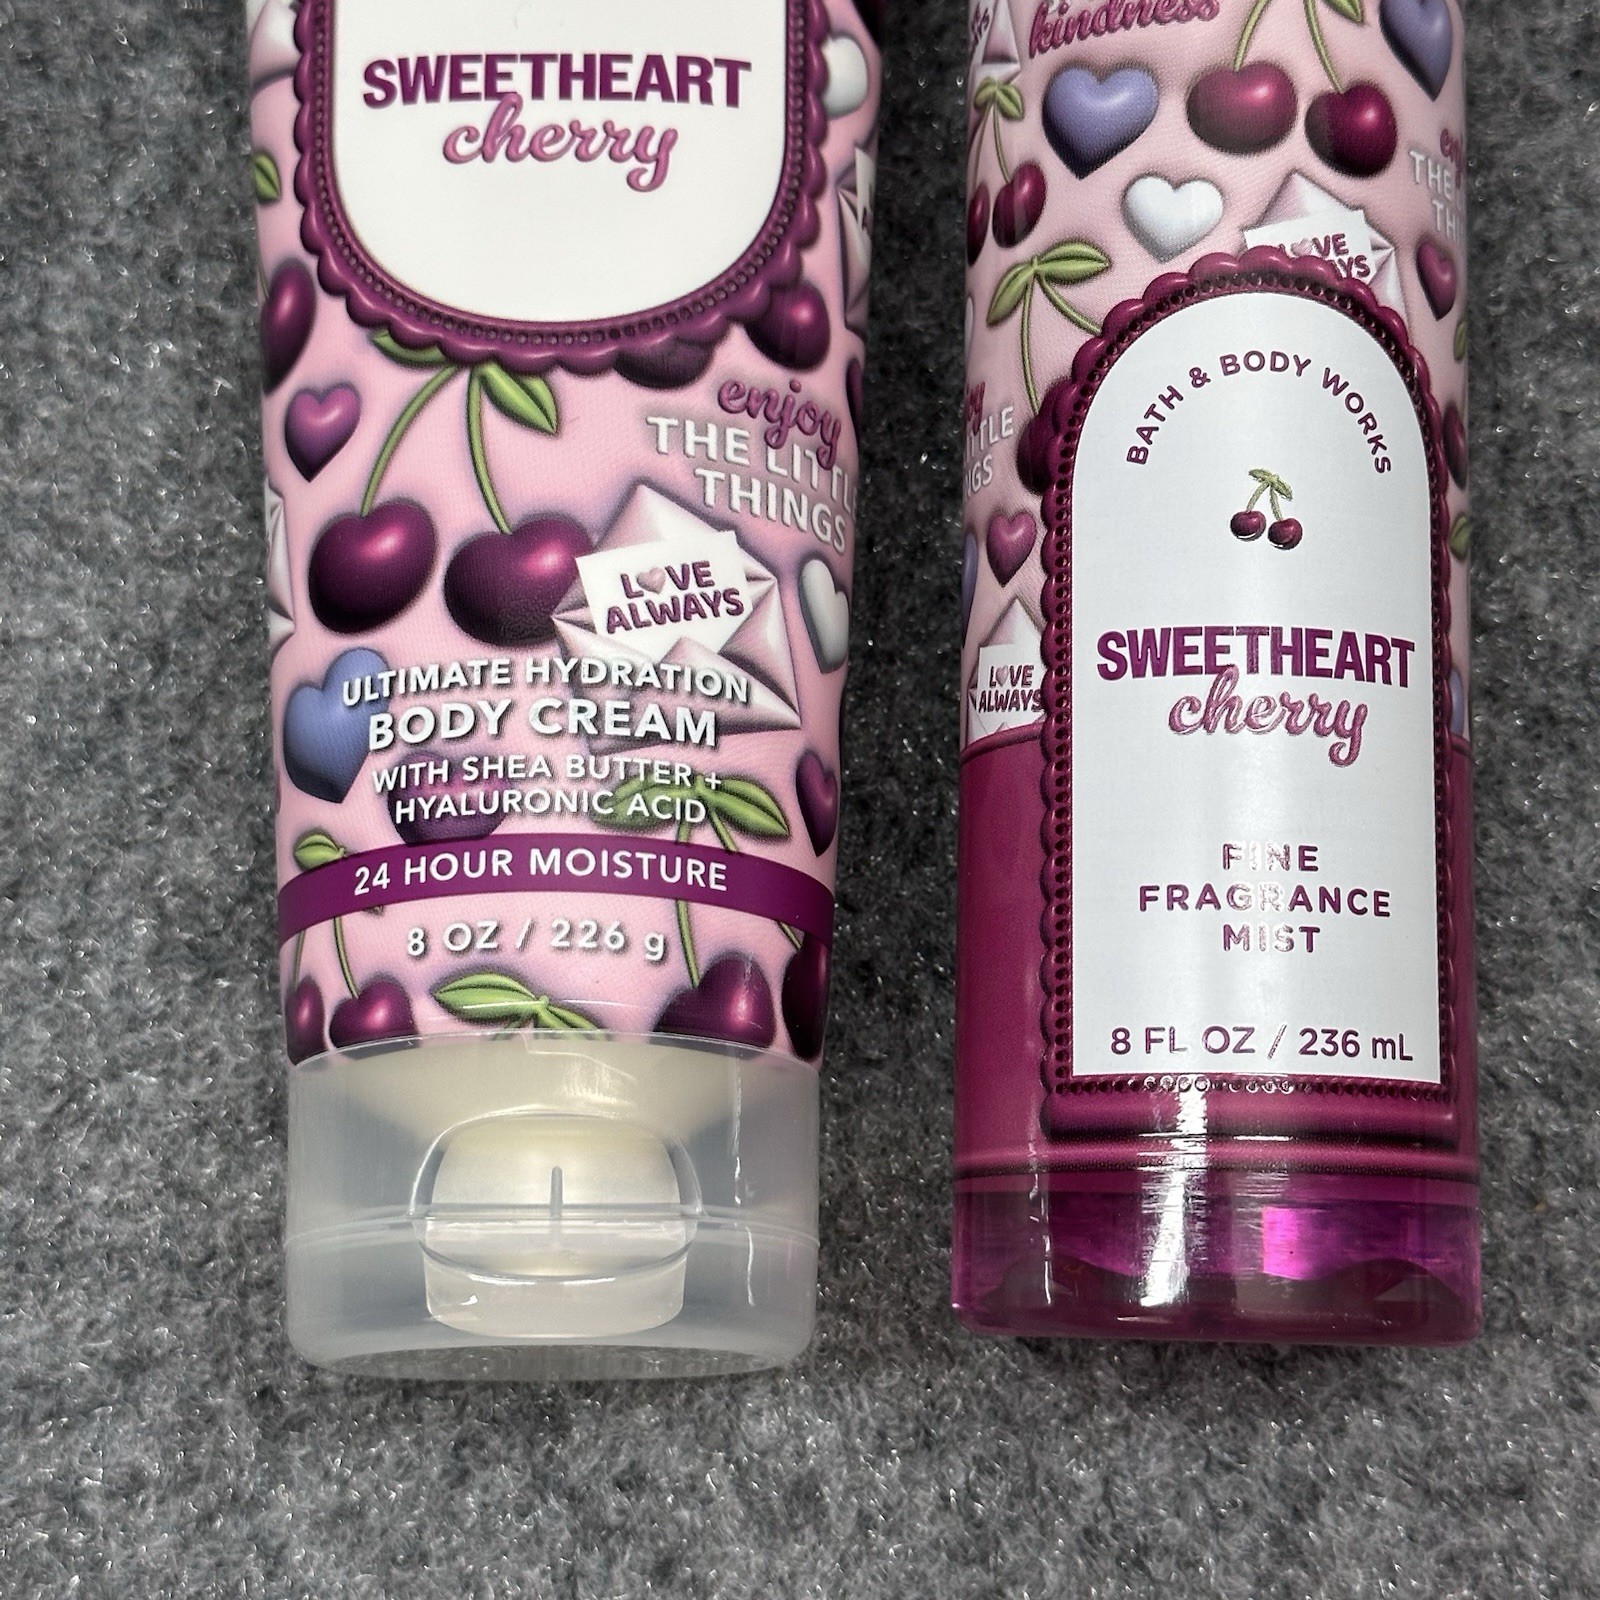 SWEETHEART
cherry
enjoy
THE LITTLE
THINGS
LOVE
ALWAYS
ULTIMATE HYDRATION
BODY CREAM
WITH SHEA BUTTER +
HYALURONIC ACID
24 HOUR MOISTURE
8 OZ / 226 g
kindness
THE
LOVE
BATH & BODY WORKS
LOVE
ALWAYS
SWEETHEART
cherry
FINE
FRAGRANCE
MIST
8 FL OZ / 236 mL